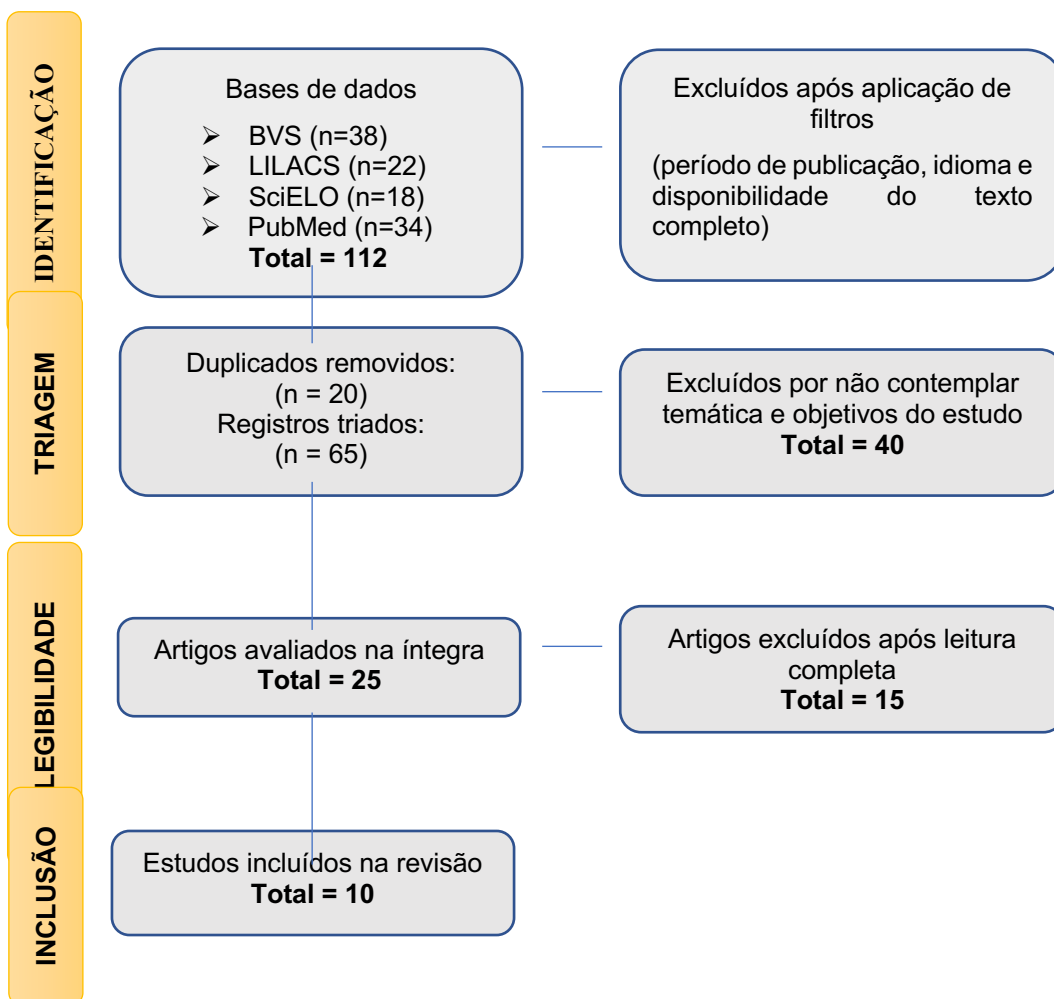 IDENTIFICAÇÃO
Bases de dados
➢ BVS (n=38)
➢ LILACS (n=22)
➢ SciELO (n=18)
➢ PubMed (n=34)
Total = 112
Excluídos após aplicação de
filtros
(período de publicação, idioma e
disponibilidade do texto
completo)
TRIAGEM
Duplicados removidos:
(n = 20)
Registros triados:
(n = 65)
Excluídos por não contemplar
temática e objetivos do estudo
Total = 40
LEGIBILIDADE
Artigos avaliados na íntegra
Total = 25
Artigos excluídos após leitura
completa
Total = 15
INCLUSÃO
Estudos incluídos na revisão
Total = 10